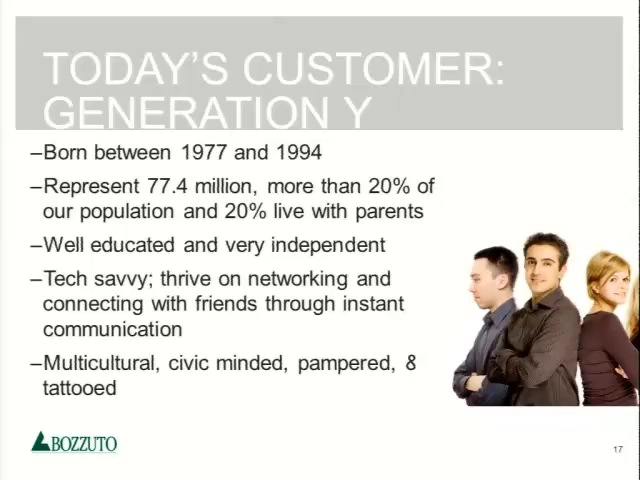 TODAY'S CUSTOMER:
GENERATION Y
–Born between 1977 and 1994
–Represent 77.4 million, more than 20% of
our population and 20% live with parents
–Well educated and very independent
–Tech savvy; thrive on networking and
connecting with friends through instant
communication
–Multicultural, civic minded, pampered, &
tattooed
BOZZUTO
17